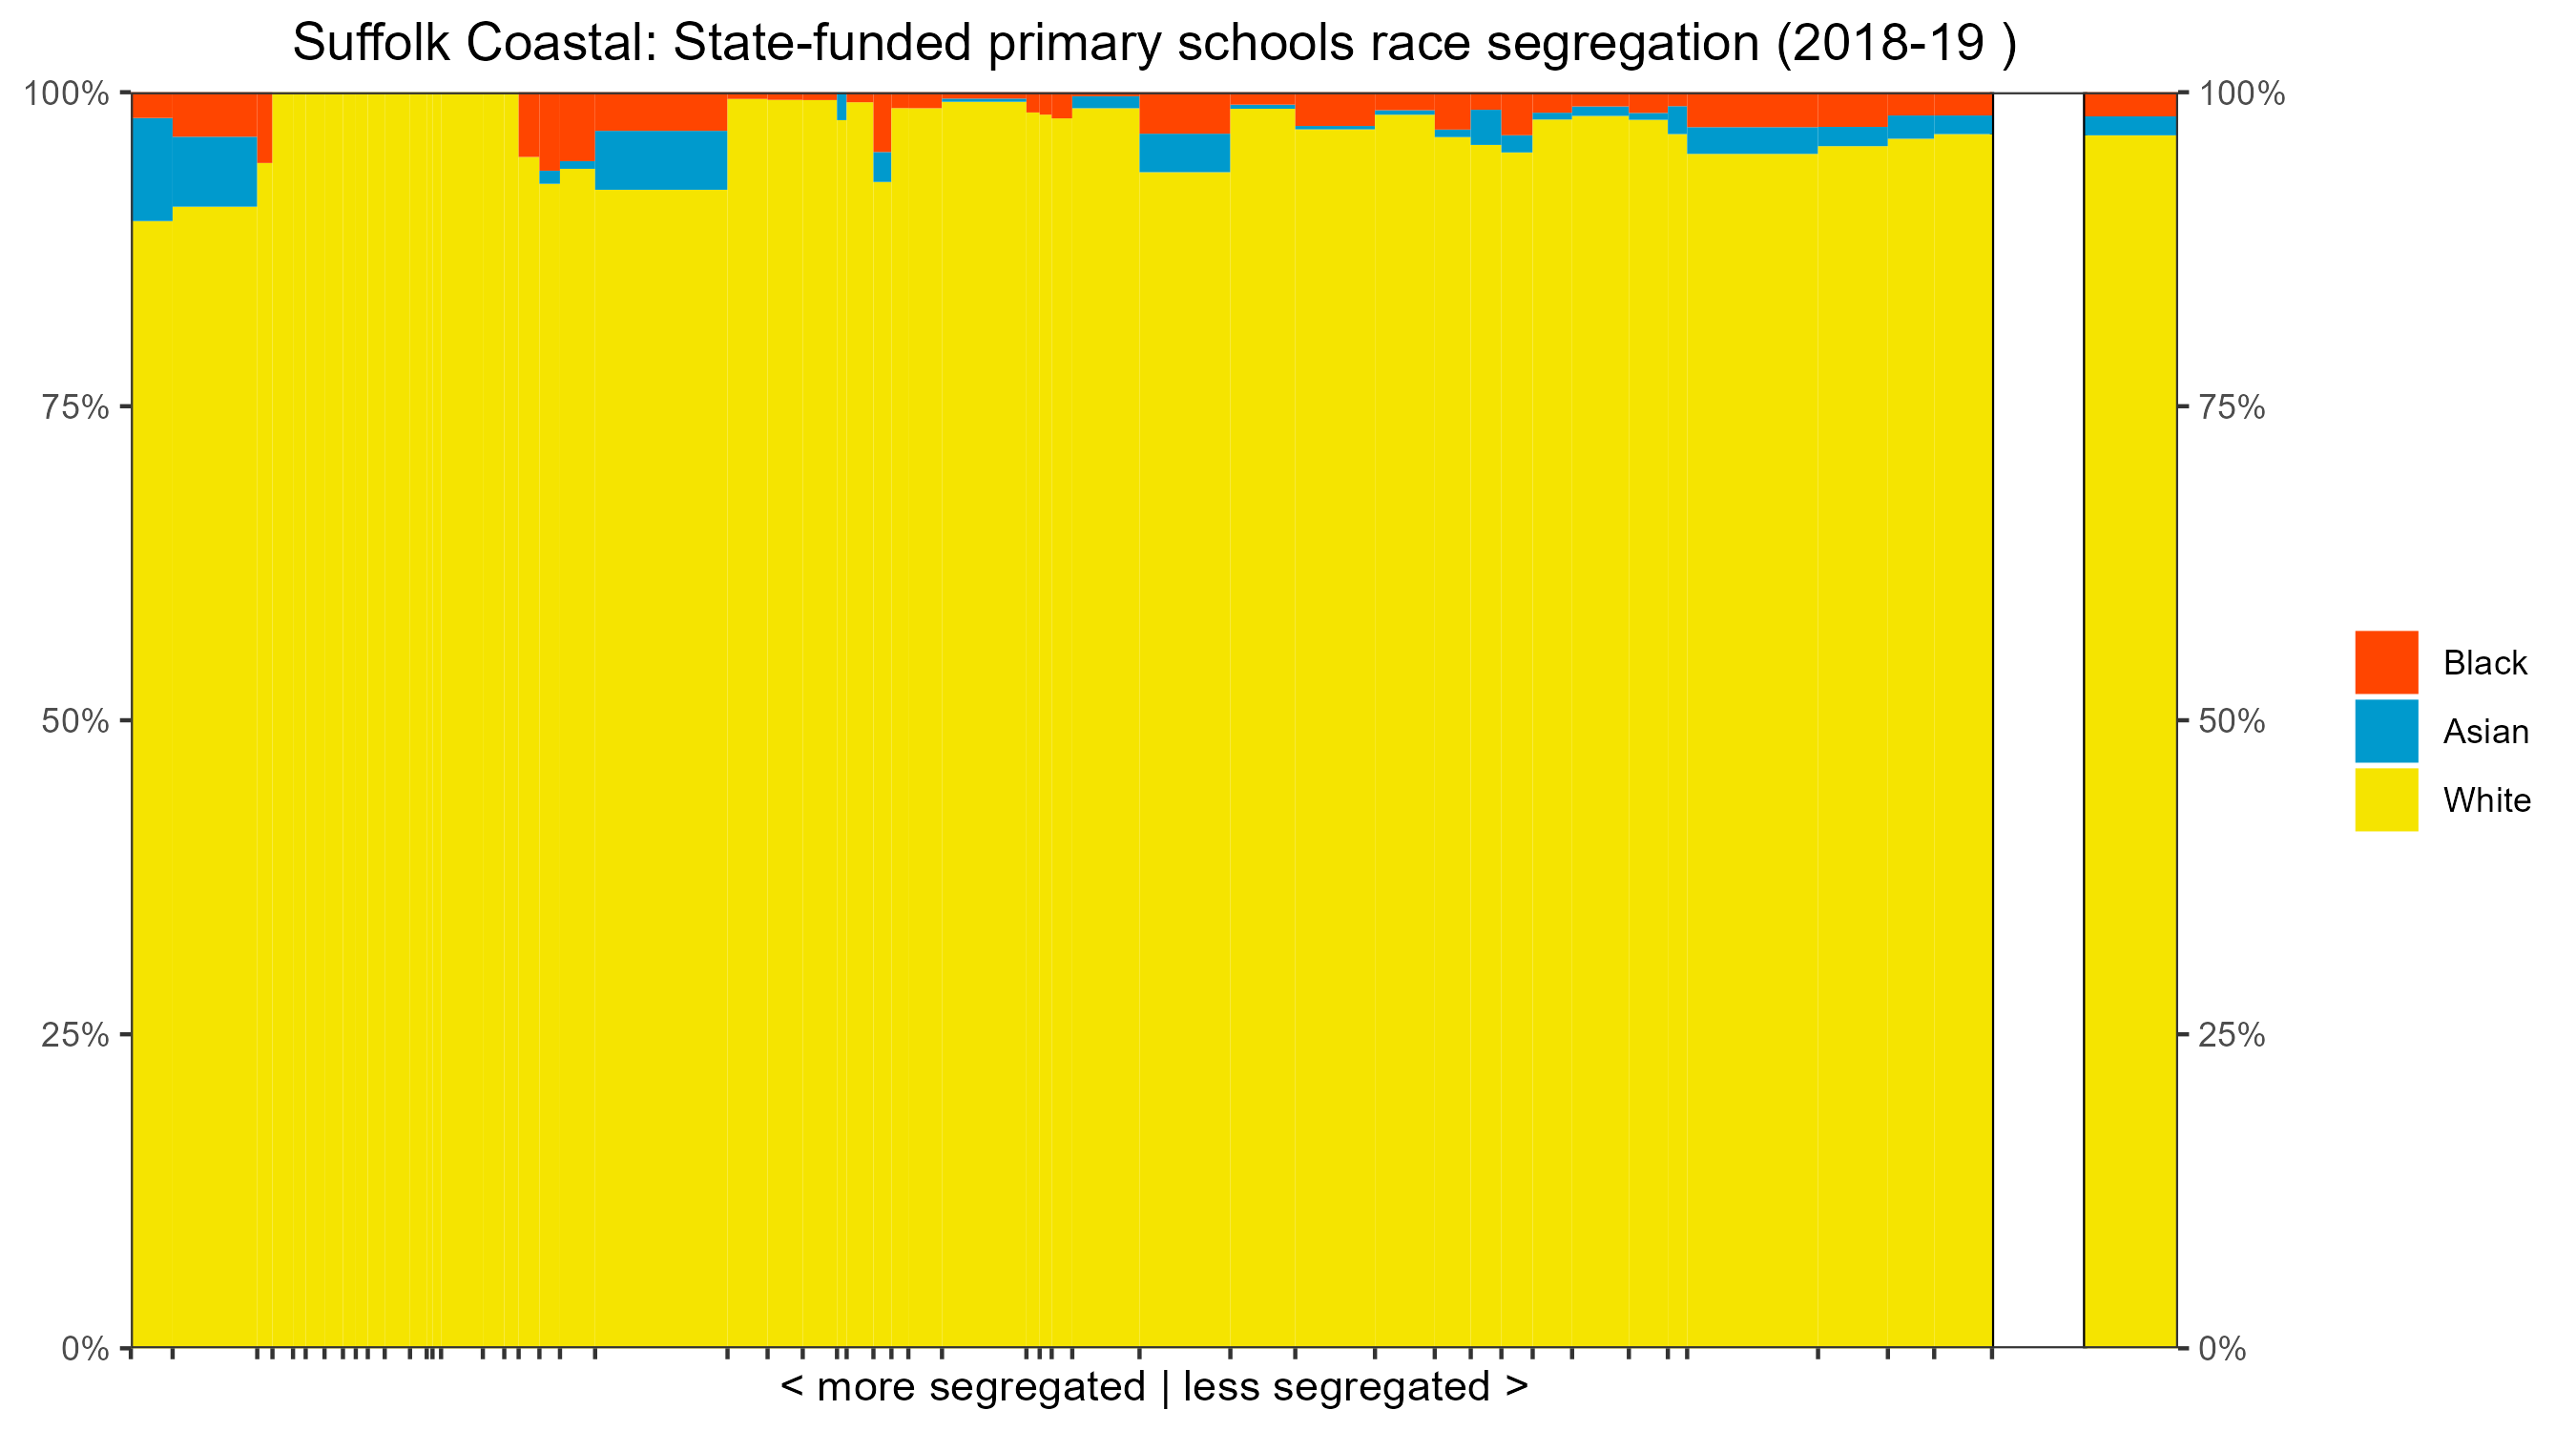 Suffolk Coastal: State-funded primary schools race segregation (2018-19 )
100%
75%
50%
25%
0%
100%
75%
50%
25%
0%
Black
Asian
White
< more segregated | less segregated >